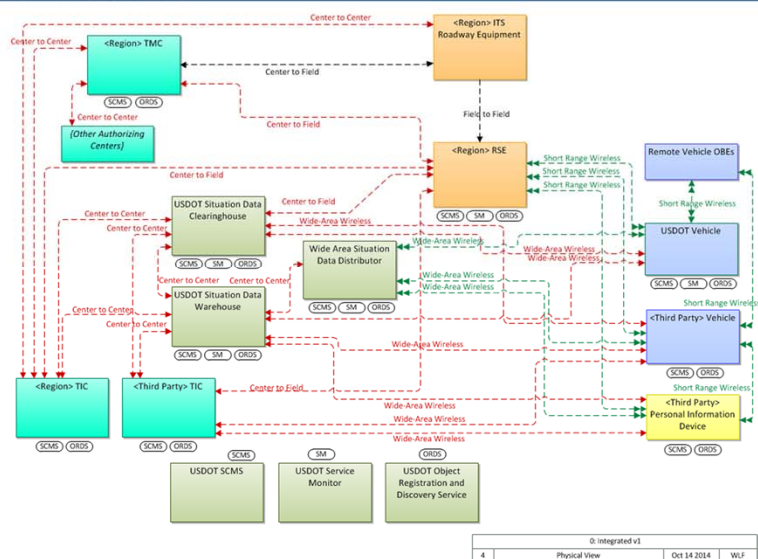 Center to Center
<Region> ITS
Roadway Equipment
Center to Center
<Region> TMC
Center to Field
SCMS ORDS
Center to Center
{Other Authorizing
Centers}
Center to Field
Field to Field
<Region> RSE
Short Range Wireless
Short Range Wireless
Short Range Wireless
Remote Vehicle OBEs
Center to Field
Short Range Wireless
USDOT Situation Data
Clearinghouse
Center to Field
SCMS SM ORDS
Center to Center
Wide-Area Wireless
Center to Center
USDOT Vehicle
Wide Area Situation
Data Distributor
Wide-Area Wireless
Wide-Area Wireless
Wide-Area Wireless
SCMS SM ORDS
SCMS SM ORDS
Center to Center
Center to Center
Wide-Area Wireless
Wide-Area Wireless
USDOT Situation Data
Warehouse
SCMS SM ORDS
Short Range Wireless
Center to Center
Center to Center
<Third Party> Vehicle
Wide-Area Wireless
SCMS SM ORDS
SCMS ORDS
<Region> TIC
<Third Party> TIC
Center to Field
Short Range Wireless
Wide-Area Wireless
Wide-Area Wireless
Wide-Area Wireless
<Third Party>
Personal Information
Device
SCMS ORDS
SCMS ORDS
SCMS ORDS
SCMS
SM
ORDS
USDOT SCMS
USDOT Service
Monitor
USDOT Object
Registration and
Discovery Service
0: Integrated v1
4 Physical View Oct 14 2014 WLF